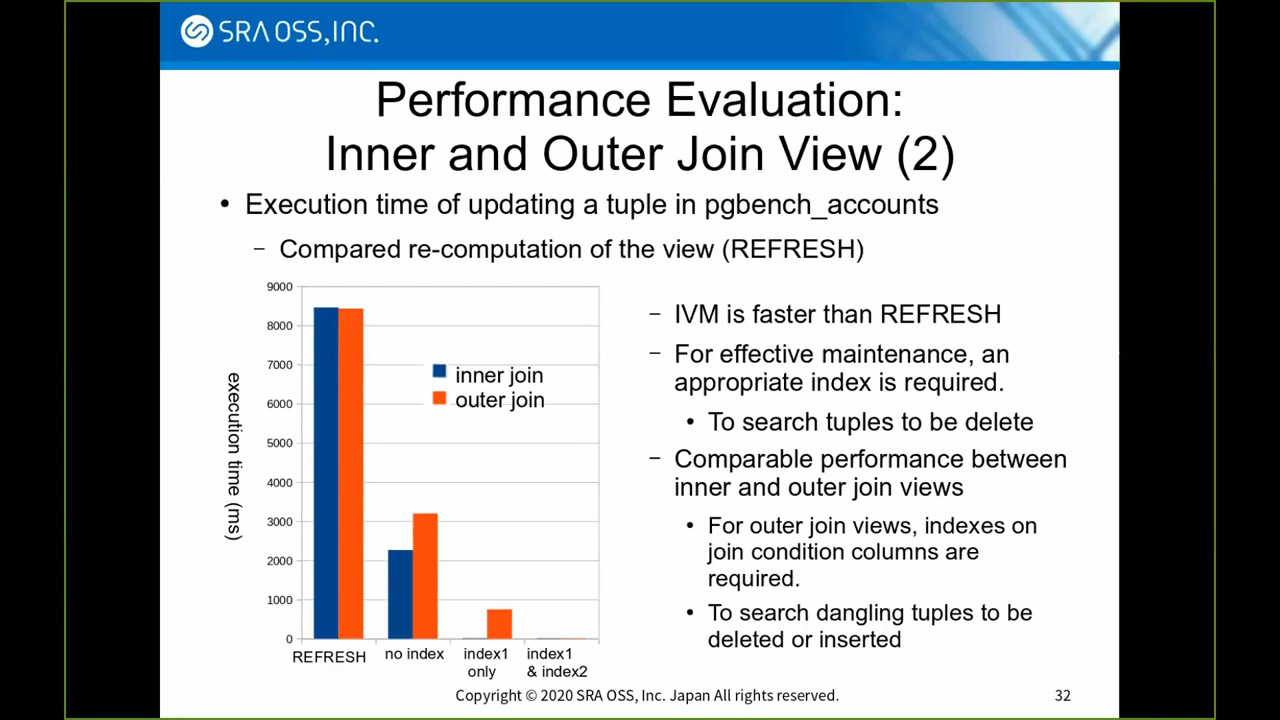 SRA OSS, INC.
Performance Evaluation:
Inner and Outer Join View (2)
• Execution time of updating a tuple in pgbench_accounts
– Compared re-computation of the view (REFRESH)
execution time (ms)
9000
8000
7000
6000
5000
4000
3000
2000
1000
0
inner join
outer join
REFRESH
no index
index1
only
index1
& index2
– IVM is faster than REFRESH
– For effective maintenance, an
appropriate index is required.
• To search tuples to be delete
– Comparable performance between
inner and outer join views
• For outer join views, indexes on
join condition columns are
required.
• To search dangling tuples to be
deleted or inserted
Copyright © 2020 SRA OSS, Inc. Japan All rights reserved.
32